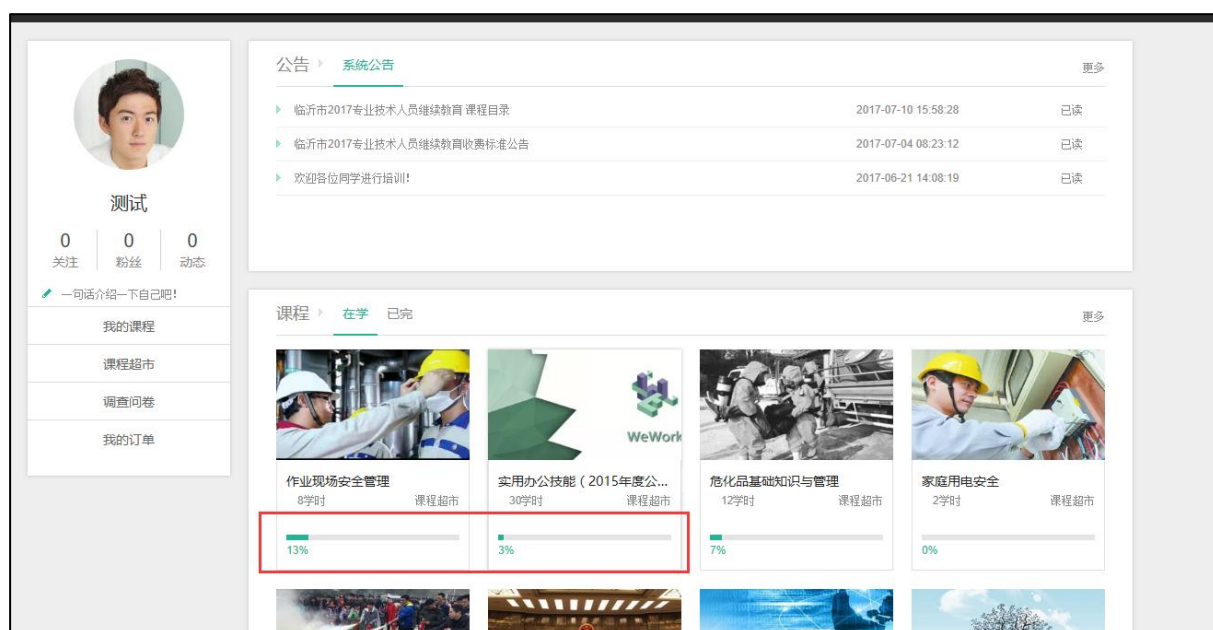 测试
0 0 0
关注 粉丝 动态
一句话介绍一下自己吧!
我的课程
课程超市
调查问卷
我的订单
公告 系统公告 更多
临沂市2017专业技术人员继续教育 课程目录 2017-07-10 15:58:28 已读
临沂市2017专业技术人员继续教育收费标准公告 2017-07-04 08:23:12 已读
欢迎各位同学进行培训! 2017-06-21 14:08:19 已读
课程 在学 已完 更多
WeWork
作业现场安全管理 实用办公技能 ( 2015年度公... 危化品基础知识与管理 家庭用电安全
8学时 课程超市 30学时 课程超市 12学时 课程超市 2学时 课程超市
13% 3% 7% 0%